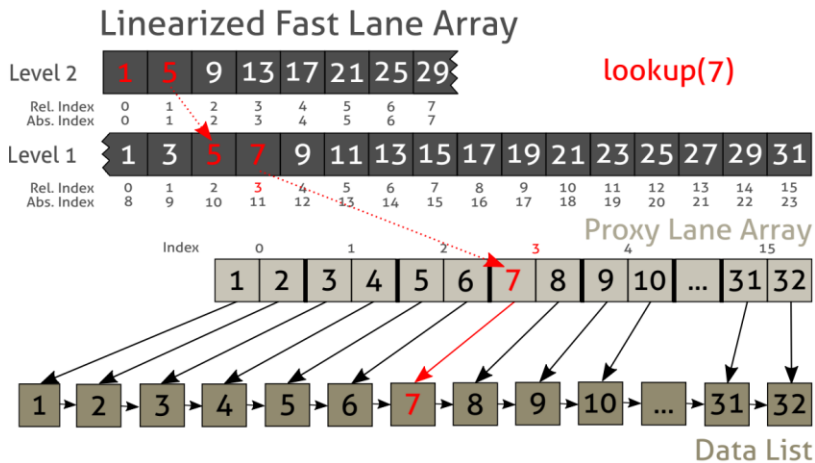 Linearized Fast Lane Array
Level 2 1 5 9 13 17 21 25 29 lookup(7)
Rel. Index 0 1 2 3 4 5 6 7
Abs. Index 0 1 2 3 4 5 6 7
Level 1 1 3 5 7 9 11 13 15 17 19 21 23 25 27 29 31
Rel. Index 0 1 2 3 4 5 6 7 8 9 10 11 12 13 14 15
Abs. Index 8 9 10 11 12 13 14 15 16 17 18 19 20 21 22 23
Proxy Lane Array
Index 0 1 2 3 4 15
1 2 3 4 5 6 7 8 9 10 ... 31 32
1 2 3 4 5 6 7 8 9 10 ... 31 32
Data List